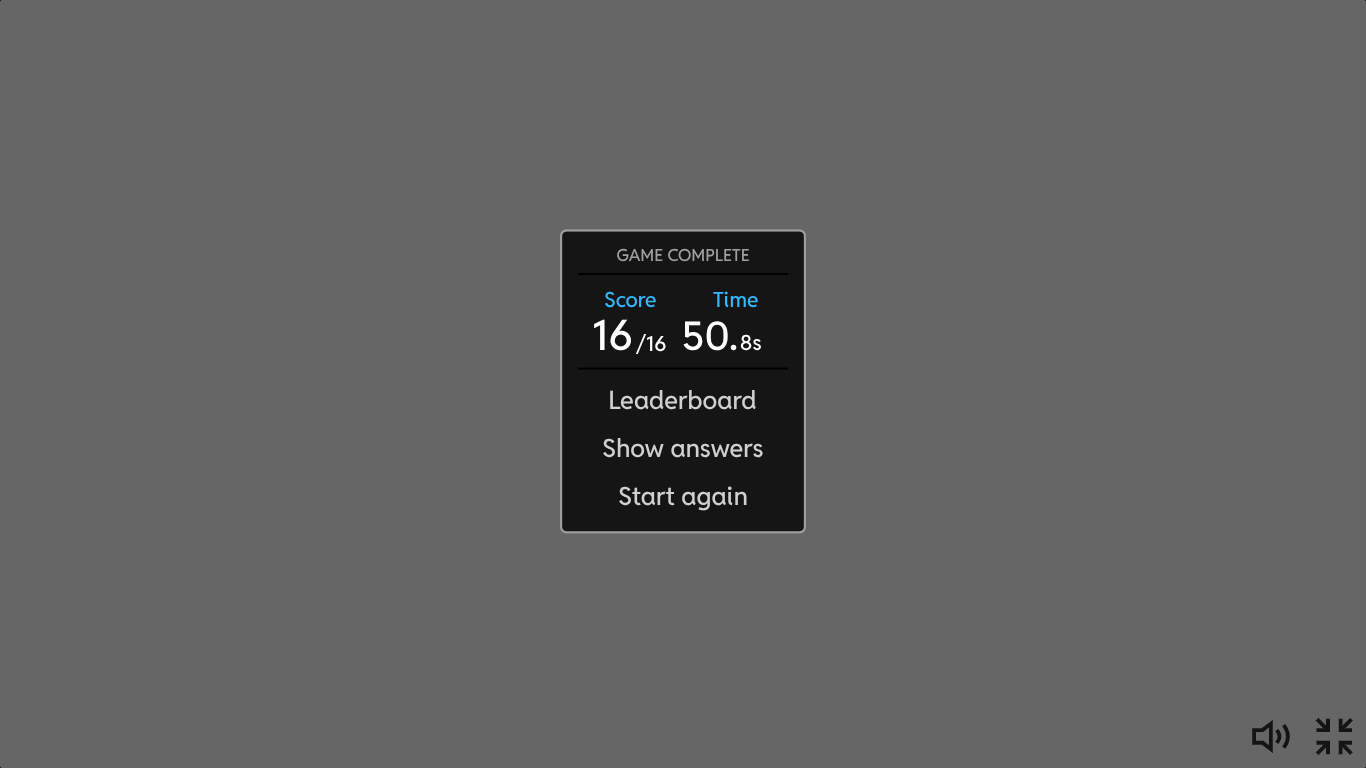 GAME COMPLETE
Score Time
16/16 50.8s
Leaderboard
Show answers
Start again